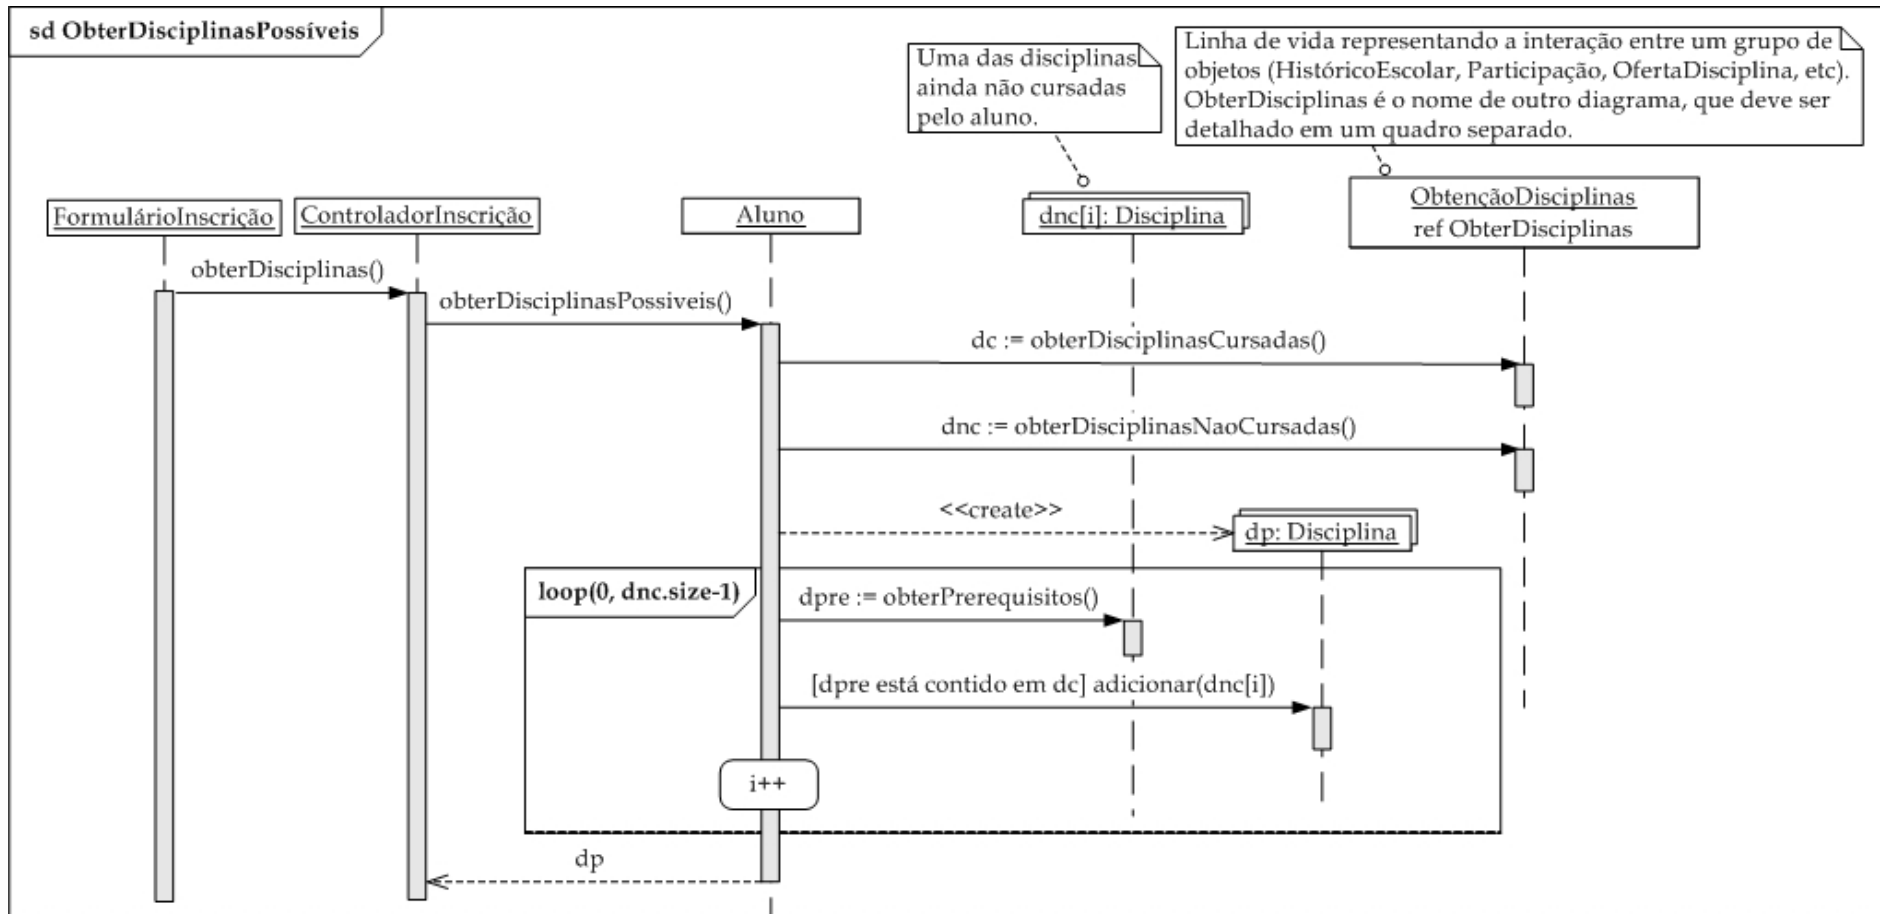 sd ObterDisciplinasPossíveis
Uma das disciplinas
ainda não cursadas
pelo aluno.
Linha de vida representando a interação entre um grupo de
objetos (HistóricoEscolar, Participação, OfertaDisciplina, etc).
ObterDisciplinas é o nome de outro diagrama, que deve ser
detalhado em um quadro separado.
FormulárioInscrição
ControladorInscrição
Aluno
dnc[i]: Disciplina
ObtençãoDisciplinas
ref ObterDisciplinas
obterDisciplinas()
obterDisciplinasPossiveis()
dc := obterDisciplinasCursadas()
dnc := obterDisciplinasNaoCursadas()
<<create>>
dp: Disciplina
loop(0, dnc.size-1)
dpre := obterPrerequisitos()
[dpre está contido em dc] adicionar(dnc[i])
i++
dp